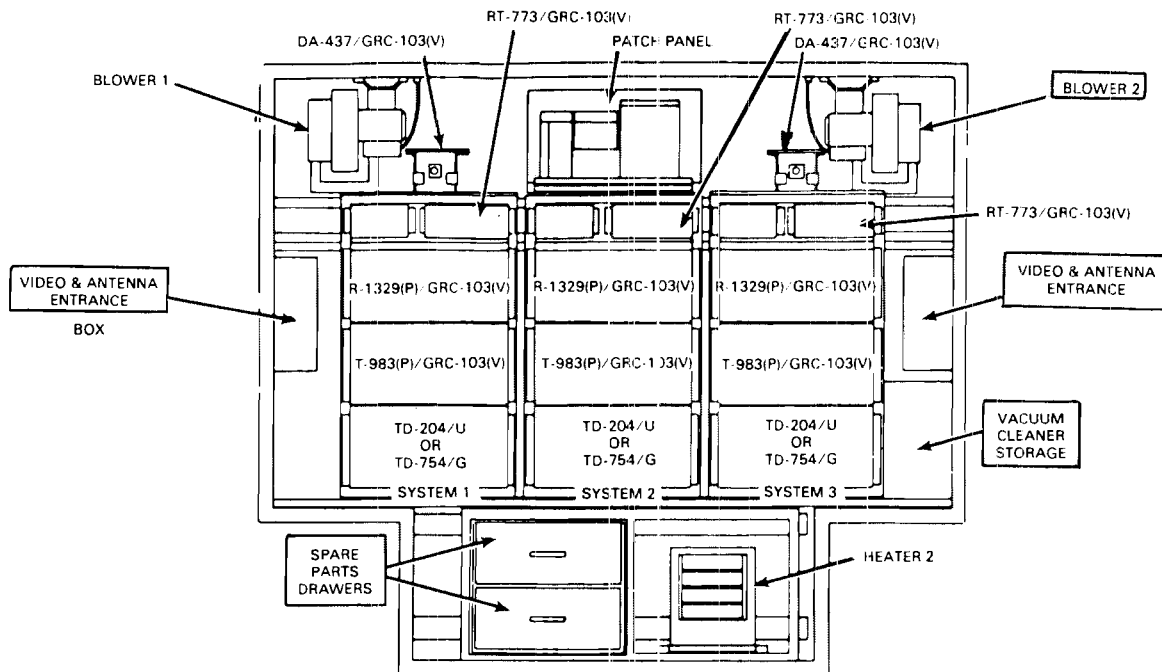 RT-773/GRC-103(V)
RT-773/GRC-103(V)
DA-437/GRC-103(V)
PATCH PANEL
DA-437/GRC-103(V)
BLOWER 1
BLOWER 2
RT-773/GRC-103(V)
VIDEO & ANTENNA
ENTRANCE
BOX
VIDEO & ANTENNA
ENTRANCE
R-1329(P)/GRC-103(V)
R-1329(P)/GRC-103(V)
R-1329(P)/GRC-103(V)
T-983(P)/GRC-103(V)
T-983(P)/GRC-103(V)
T-983(P)/GRC-103(V)
TD-204/U
OR
TD-754/G
TD-204/U
OR
TD-754/G
TD-204/U
OR
TD-754/G
VACUUM
CLEANER
STORAGE
SYSTEM 1
SYSTEM 2
SYSTEM 3
SPARE
PARTS
DRAWERS
HEATER 2